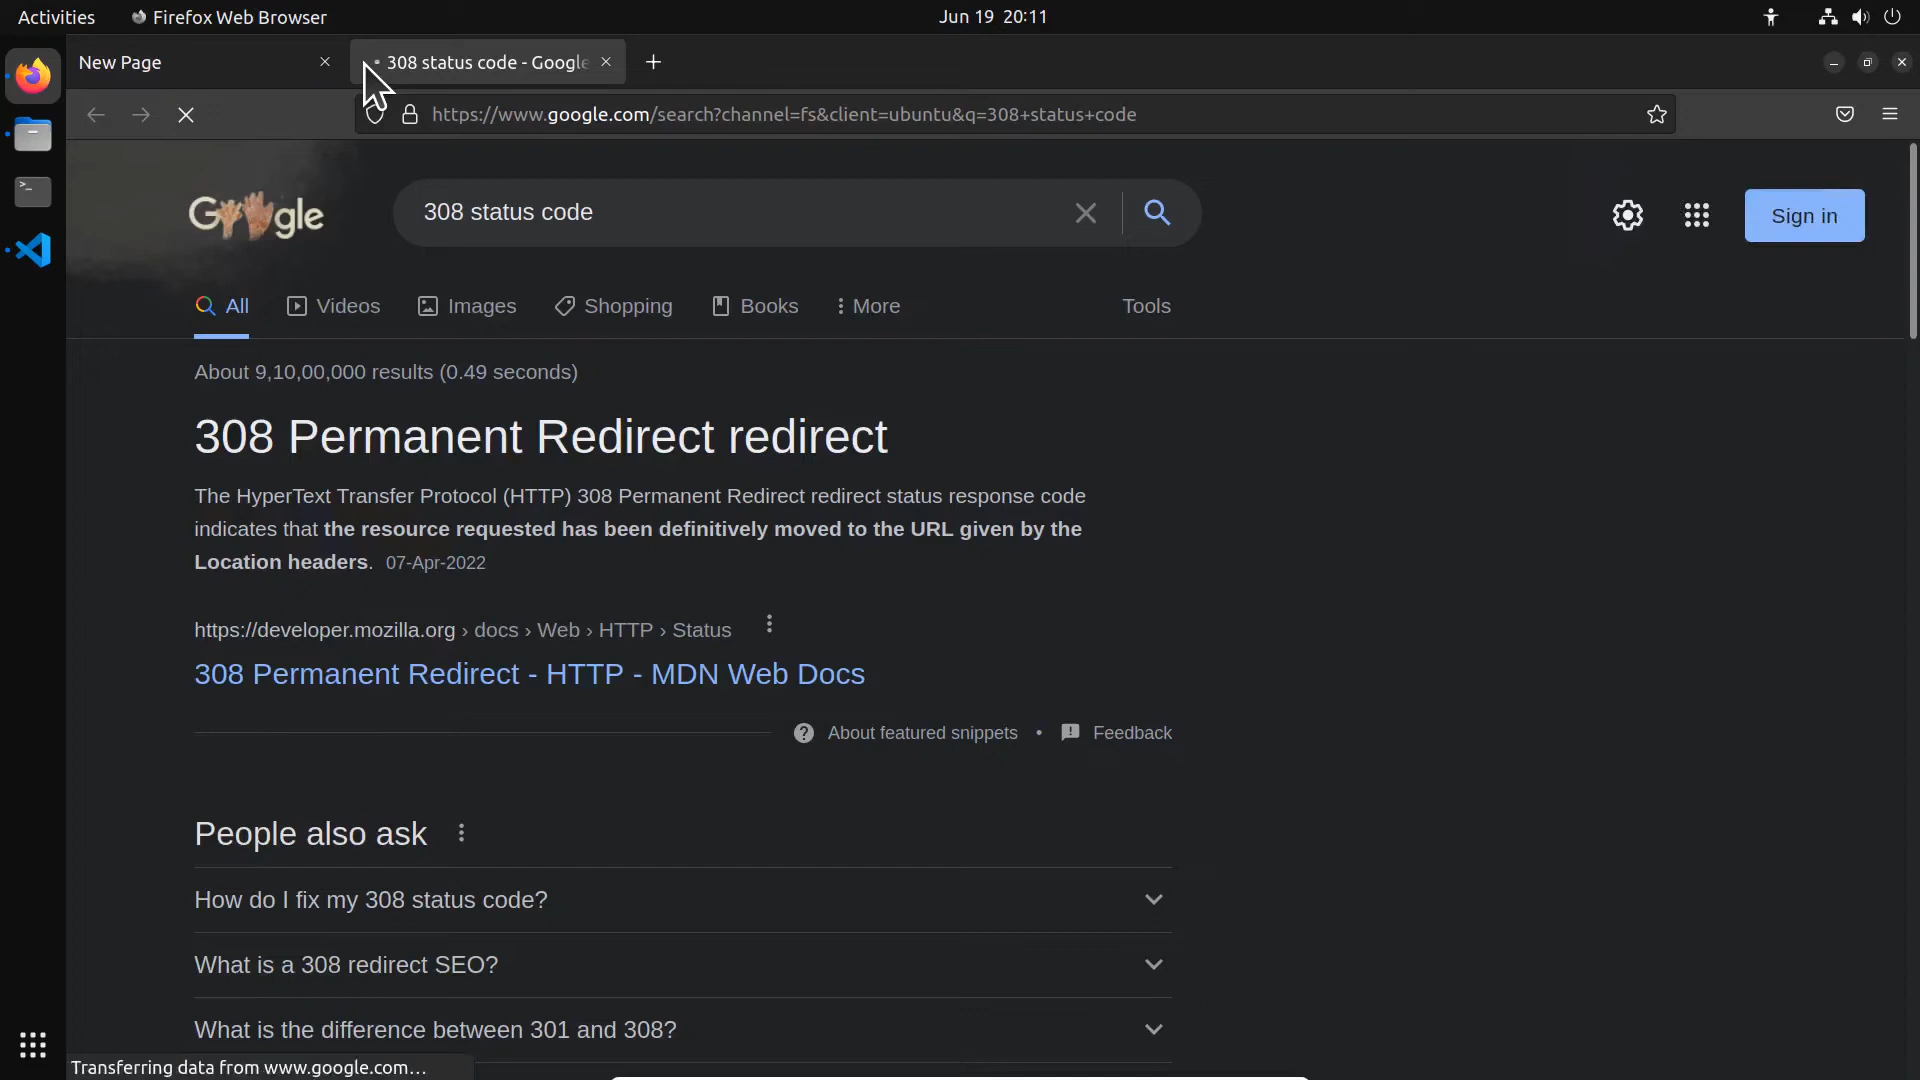 Activities
Firefox Web Browser
Jun 19 20:11
New Page
308 status code - Google
https://www.google.com/search?channel=fs&client=ubuntu&q=308+status+code
Google
308 status code
Sign in
All
Videos
Images
Shopping
Books
More
Tools
About 9,10,00,000 results (0.49 seconds)
308 Permanent Redirect redirect
The HyperText Transfer Protocol (HTTP) 308 Permanent Redirect redirect status response code
indicates that the resource requested has been definitively moved to the URL given by the
Location headers. 07-Apr-2022
https://developer.mozilla.org › docs › Web › HTTP › Status
308 Permanent Redirect - HTTP - MDN Web Docs
About featured snippets • Feedback
People also ask
How do I fix my 308 status code?
What is a 308 redirect SEO?
What is the difference between 301 and 308?
Transferring data from www.google.com…